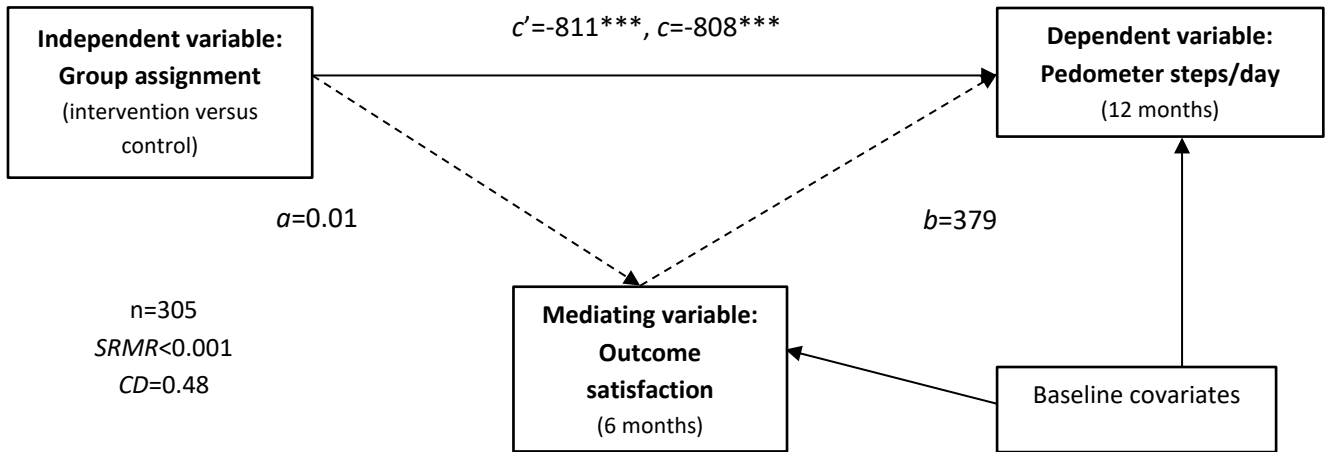 Independent variable:
Group assignment
(intervention versus
control)
c’=-811***, c=-808***
Dependent variable:
Pedometer steps/day
(12 months)
a=0.01
b=379
n=305
SRMR<0.001
CD=0.48
Mediating variable:
Outcome
satisfaction
(6 months)
Baseline covariates